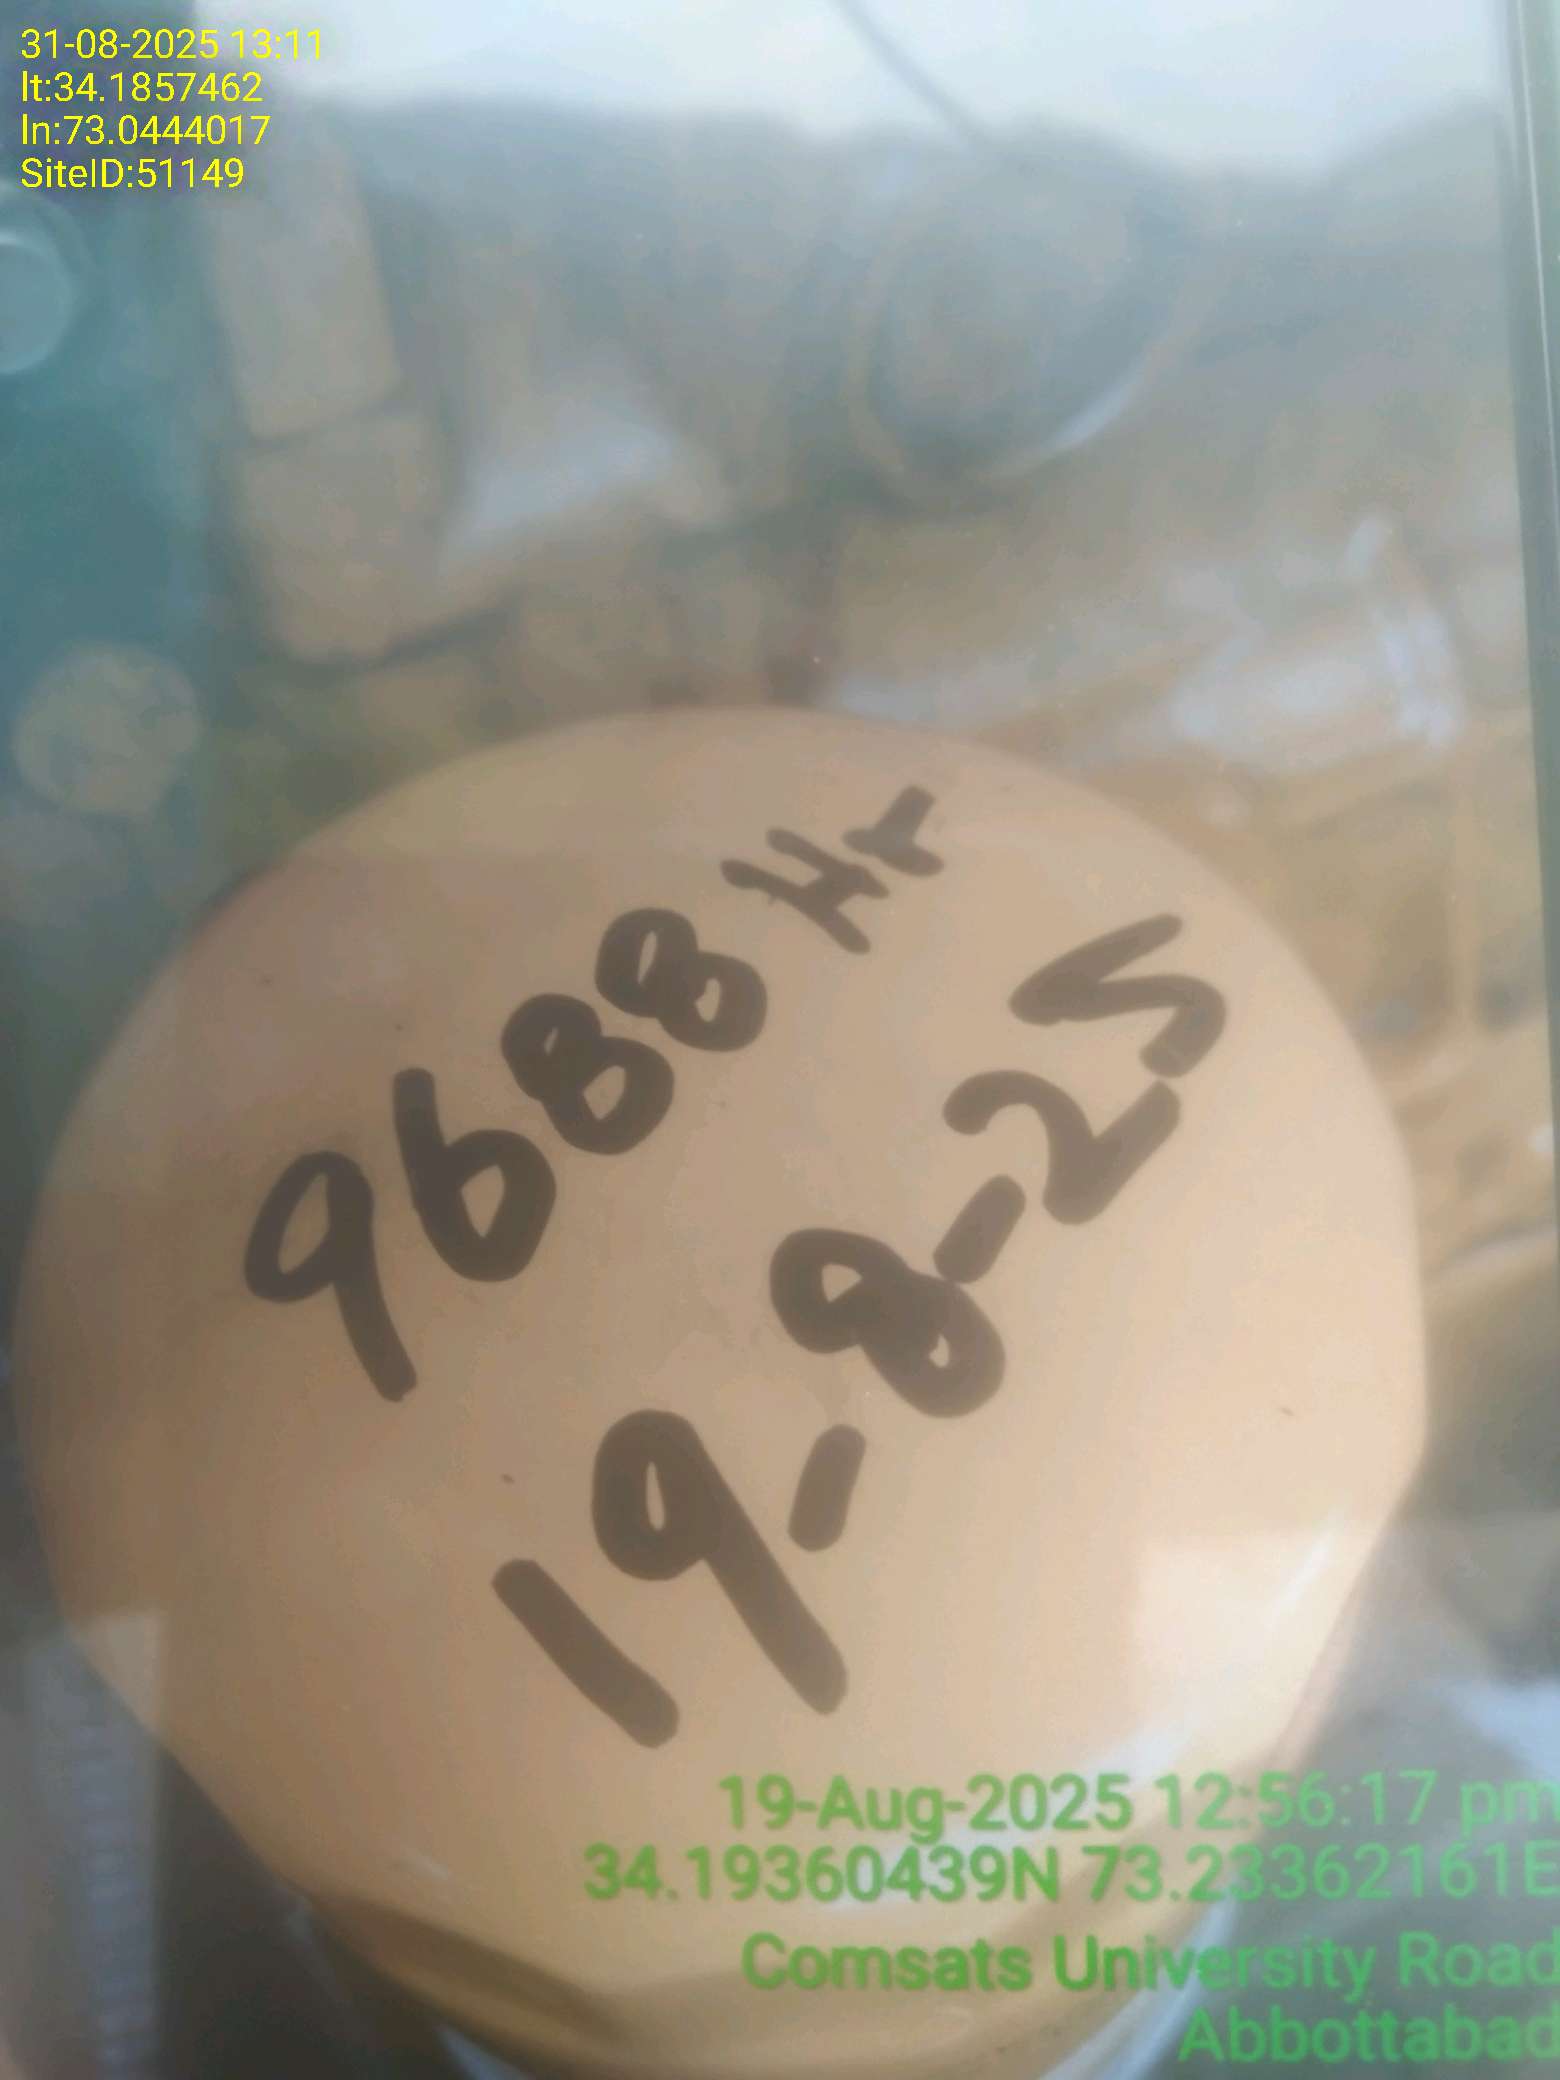 31-08-2025 13:11
lt:34.1857462
ln:73.0444017
SiteID:51149
9688 Hr
19-8-25
19-Aug-2025 12:56:17 pm
34.19360439N 73.23362161E
Comsats University Road
Abbottabad